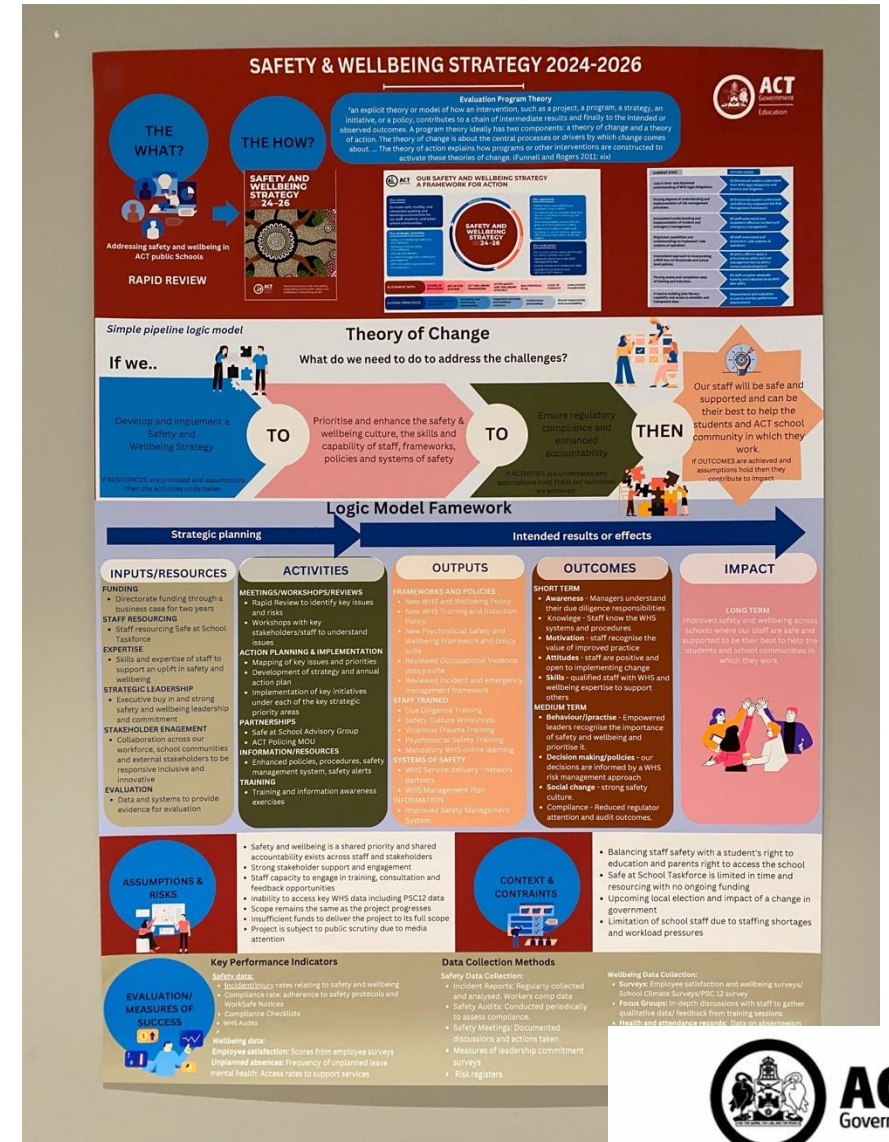 SAFETY & WELLBEING STRATEGY 2024-2026
ACT
Government
Education
THE
WHAT?
THE HOW?
Evaluation Program Theory
"an explicit theory or model of how an intervention, such as a project, a program, a strategy, an
initiative, or a policy, contributes to a chain of intermediate results and finally to the intended or
observed outcomes. A program theory ideally has two components: a theory of change and a theory
of action. The theory of change is about the central processes or drivers by which change comes
about. ... The theory of action explains how programs or other interventions are constructed to
activate these theories of change. (Funnell and Rogers 2011: xix)
Addressing safety and wellbeing in
ACT public Schools
RAPID REVIEW
SAFETY AND
WELLBEING
STRATEGY
2024-26
ACT
OUR SAFETY AND WELLBEING STRATEGY
A FRAMEWORK FOR ACTION
SAFETY AND
WELLBEING
STRATEGY
2024-26
Simple pipeline logic model
Theory of Change
If we..
What do we need to do to address the challenges?
Develop and implement a
Safety and
Wellbeing Strategy
If RESOURCES are provided and assumptions
then the activities undertaken
TO
Prioritise and enhance the safety &
wellbeing culture, the skills and
capability of staff, frameworks,
policies and systems of safety
TO
Ensure regulatory
compliance and
enhanced
accountability
If ACTIVITIES are undertaken and
assumptions hold THEN our outcomes
are achieved
THEN
Our staff will be safe and
supported and can be
their best to help the
students and ACT school
community in which they
work.
If OUTCOMES are achieved and
assumptions hold then they
contribute to impact
Logic Model Famework
Strategic planning
Intended results or effects
INPUTS/RESOURCES
FUNDING
• Directorate funding through a
business case for two years
STAFF RESOURCING
• Staff resourcing Safe at School
Taskforce
EXPERTISE
• Skills and expertise of staff to
support an uplift in safety and
wellbeing
STRATEGIC LEADERSHIP
• Executive buy in and strong
safety and wellbeing leadership
and commitment
STAKEHOLDER ENAGEMENT
• Collaboration across our
workforce, school communities
and external stakeholders to be
responsive inclusive and
innovative
EVALUATION
• Data and systems to provide
evidence for evaluation
ACTIVITIES
MEETINGS/WORKSHOPS/REVIEWS
• Rapid Review to identify key issues
and risks
• Workshops with key
stakeholders/staff to understand
issues
ACTION PLANNING & IMPLEMENTATION
• Mapping of key issues and priorities
• Development of strategy and annual
action plan
• Implementation of key initiatives
under each of the key strategic
priority areas
PARTNERSHIPS
• Safe at School Advisory Group
• ACT Policing MOU
INFORMATION/RESOURCES
• Enhanced policies, procedures, safety
management system, safety alerts
TRAINING
• Training and information awareness
exercises
OUTPUTS
FRAMEWORKS AND POLICIES
• New WHS and Wellbeing Policy
• New WHS Training and Induction
Policy
• New Psychosocial Safety and
Wellbeing Framework and policy
suite
• Reviewed Occupational Violence
policy suite
• Reviewed incident and emergency
management framework
STAFF TRAINED
• Due Diligence Training
• Safety Culture Workshops
• Vicarious Trauma Training
• Psychosocial Safety Training
• Mandatory WHS online learning
SYSTEMS OF SAFETY
• WHS Service delivery - network
partners
• WHS Management Plan
INFORMATION
• Improved Safety Management
System
OUTCOMES
SHORT TERM
• Awareness - Managers understand
their due diligence responsibilities
• Knowlege - Staff know the WHS
systems and procedures
• Motivation - staff recognise the
value of improved practice
• Attitudes - staff are positive and
open to implementing change
• Skills - qualified staff with WHS and
wellbeing expertise to support
others
MEDIUM TERM
• Behaviour/practise - Empowered
leaders recognise the importance
of safety and wellbeing and
prioritise it.
• Decision making/policies - our
decisions are informed by a WHS
risk management approach
• Social change - strong safety
culture.
• Compliance - Reduced regulator
attention and audit outcomes.
IMPACT
LONG TERM
Improved safety and wellbeing across
schools where our staff are safe and
supported to be their best to help the
students and school communities in
which they work.
ASSUMPTIONS &
RISKS
• Safety and wellbeing is a shared priority and shared
accountability exists across staff and stakeholders
• Strong stakeholder support and engagement
• Staff capacity to engage in training, consultation and
feedback opportunities
• Inability to access key WHS data including PSC12 data
• Scope remains the same as the project progresses
• Insufficient funds to deliver the project to its full scope
• Project is subject to public scrutiny due to media
attention
CONTEXT &
CONTRAINTS
• Balancing staff safety with a student's right to
education and parents right to access the school
• Safe at School Taskforce is limited in time and
resourcing with no ongoing funding
• Upcoming local election and impact of a change in
government
• Limitation of school staff due to staffing shortages
and workload pressures
EVALUATION/
MEASURES OF
SUCCESS
Key Performance Indicators
Safety data:
• Incident/injury rates relating to safety and wellbeing
• Compliance rate: adherence to safety protocols and
WorkSafe Notices
• Compliance Checklists
• WHS Audits
Wellbeing data:
Employee satisfaction: Scores from employee surveys
Unplanned absences: Frequency of unplanned leave
mental health: Access rates to support services
Data Collection Methods
Safety Data Collection:
• Incident Reports: Regularly collected
and analysed. Workers comp data
• Safety Audits: Conducted periodically
to assess compliance.
• Safety Meetings: Documented
discussions and actions taken.
• Measures of leadership commitment
surveys
• Risk registers
Wellbeing Data Collection:
• Surveys: Employee satisfaction and wellbeing surveys/
School Climate Surveys/PSC 12 survey
• Focus Groups: In-depth discussions with staff to gather
qualitative data/ feedback from training sessions
• Health and attendance records: Data on absenteeism